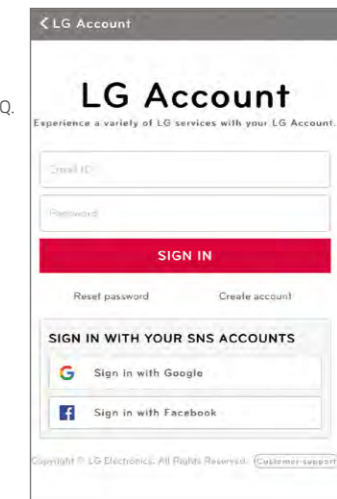 LG Account
Q.
LG Account
Experience a variety of LG services with your LG Account.
Email ID
Password
SIGN IN
Reset password Create account
SIGN IN WITH YOUR SNS ACCOUNTS
Sign in with Google
Sign in with Facebook
Copyright © LG Electronics. All Rights Reserved. Customer support